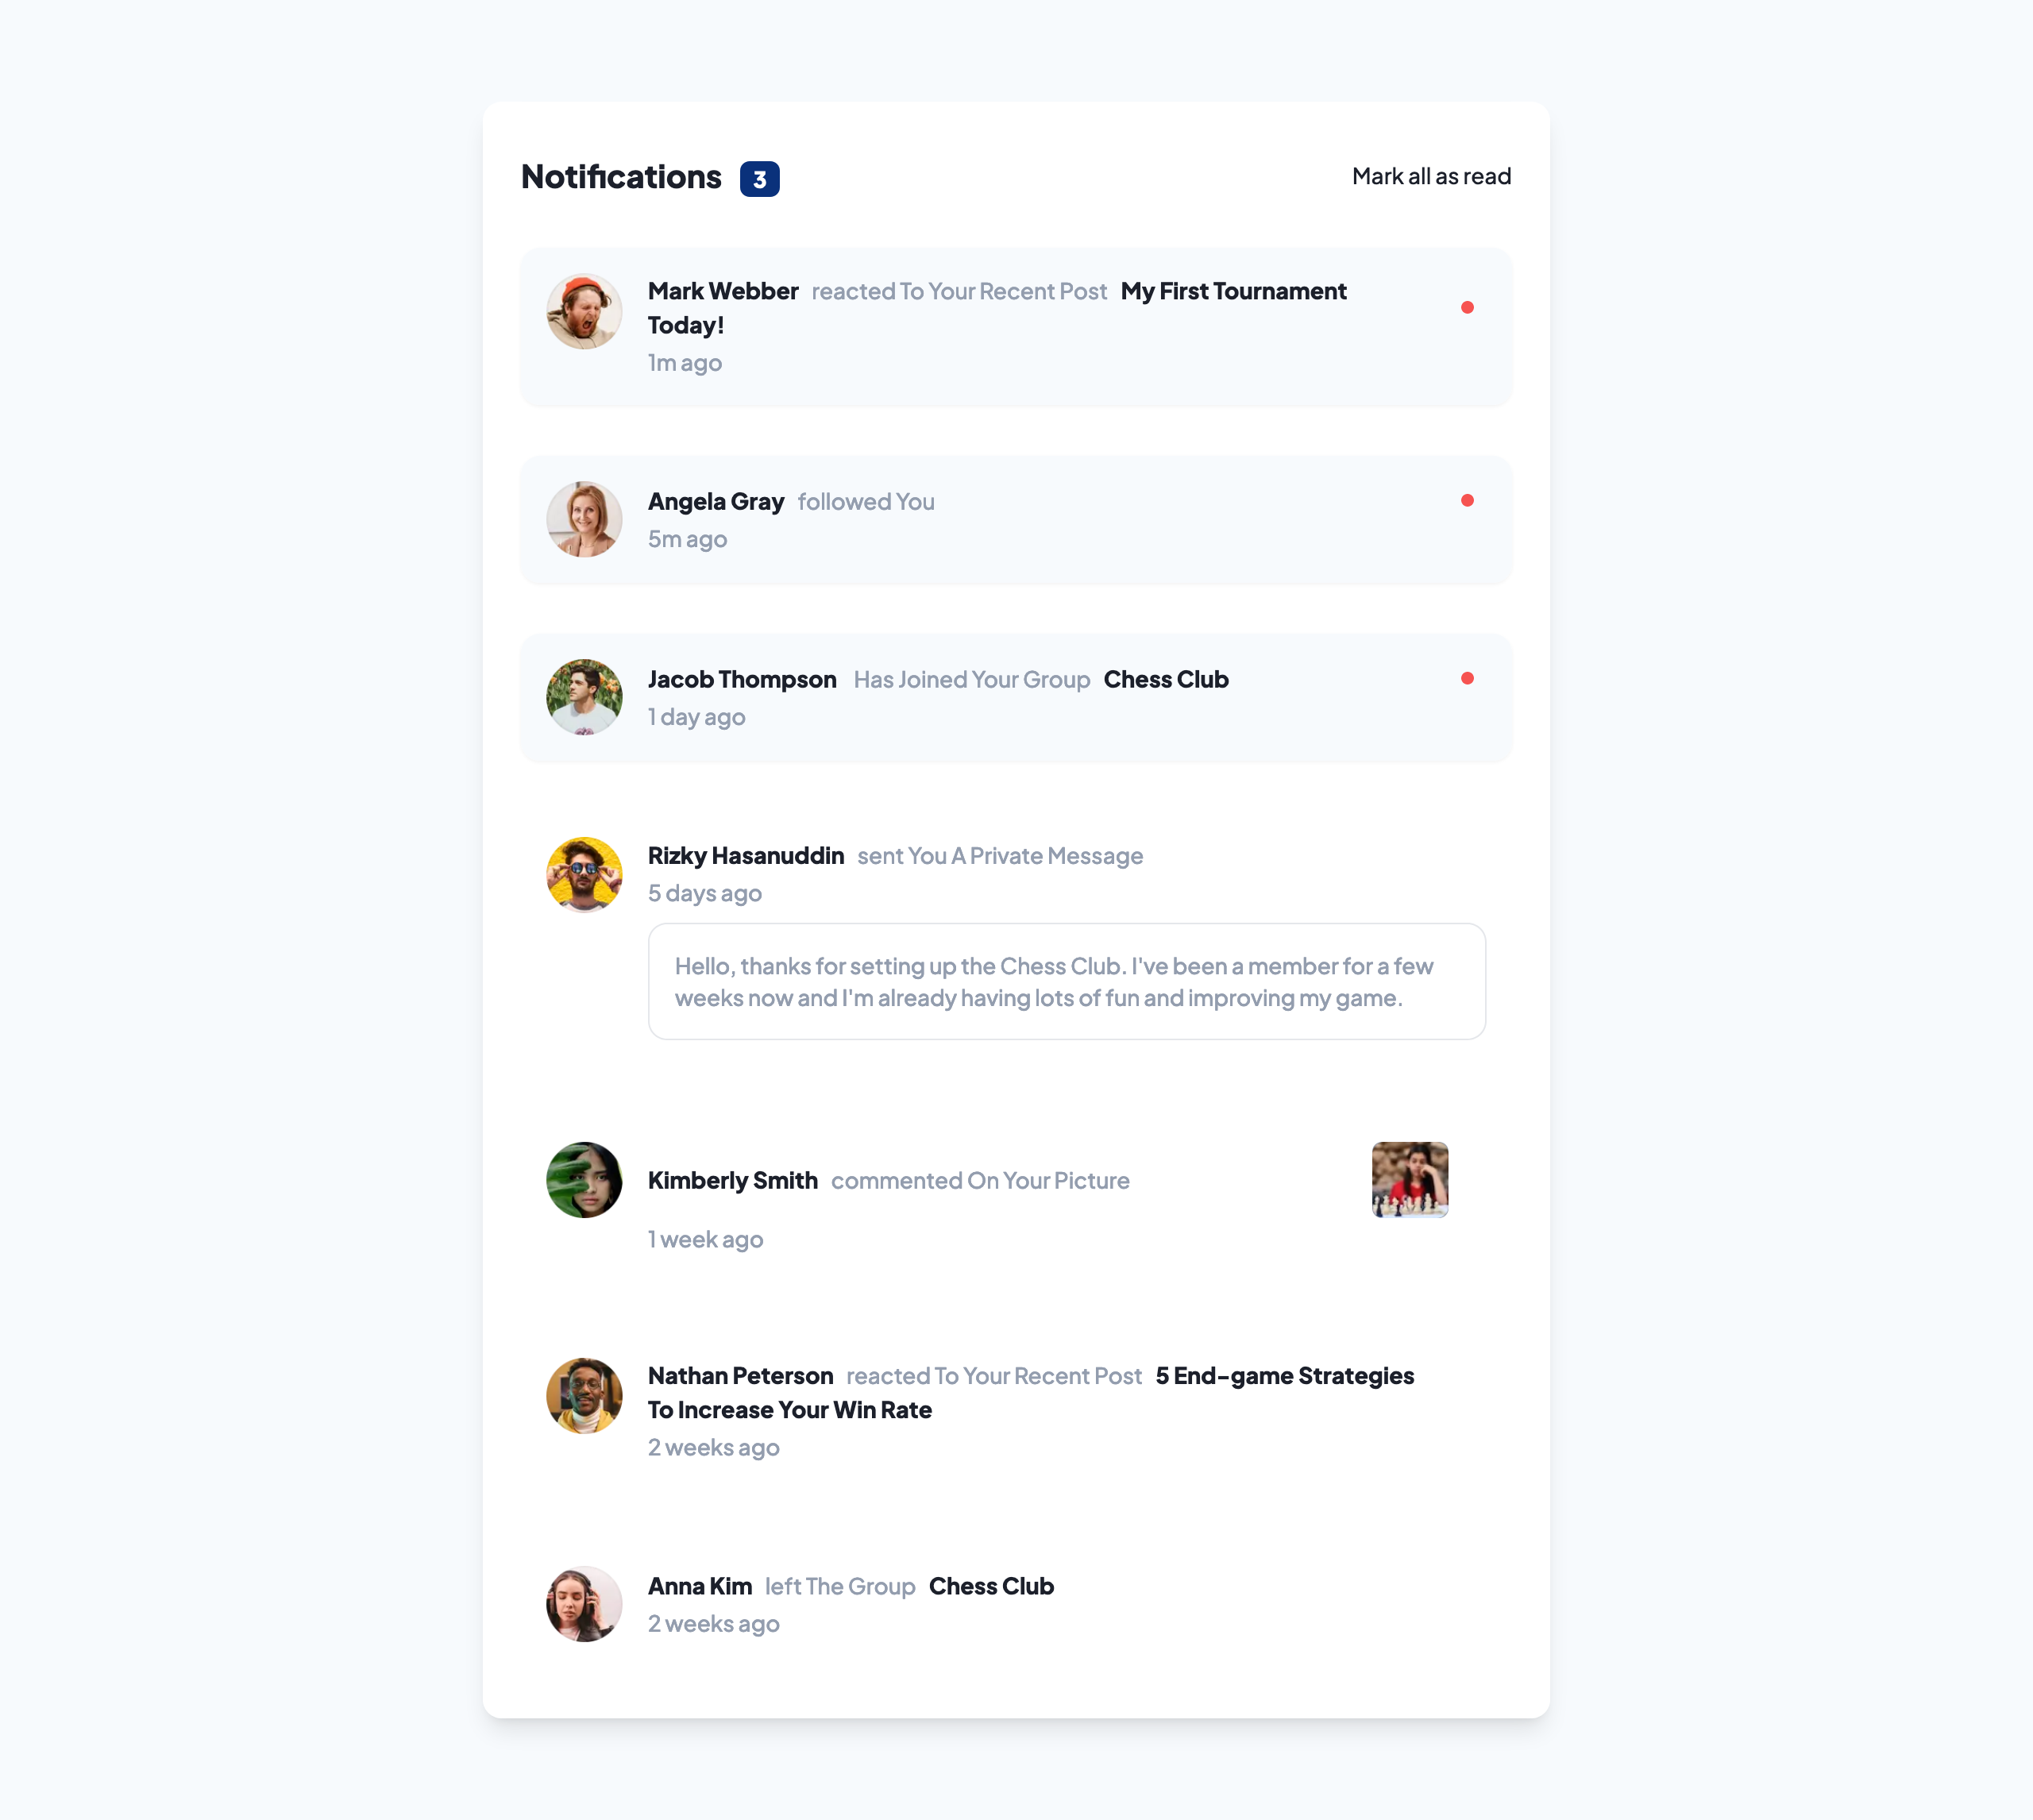 Notifications 3 Mark all as read
Mark Webber reacted To Your Recent Post My First Tournament
Today!
1m ago
Angela Gray followed You
5m ago
Jacob Thompson Has Joined Your Group Chess Club
1 day ago
Rizky Hasanuddin sent You A Private Message
5 days ago
Hello, thanks for setting up the Chess Club. I've been a member for a few
weeks now and I'm already having lots of fun and improving my game.
Kimberly Smith commented On Your Picture
1 week ago
Nathan Peterson reacted To Your Recent Post 5 End-game Strategies
To Increase Your Win Rate
2 weeks ago
Anna Kim left The Group Chess Club
2 weeks ago